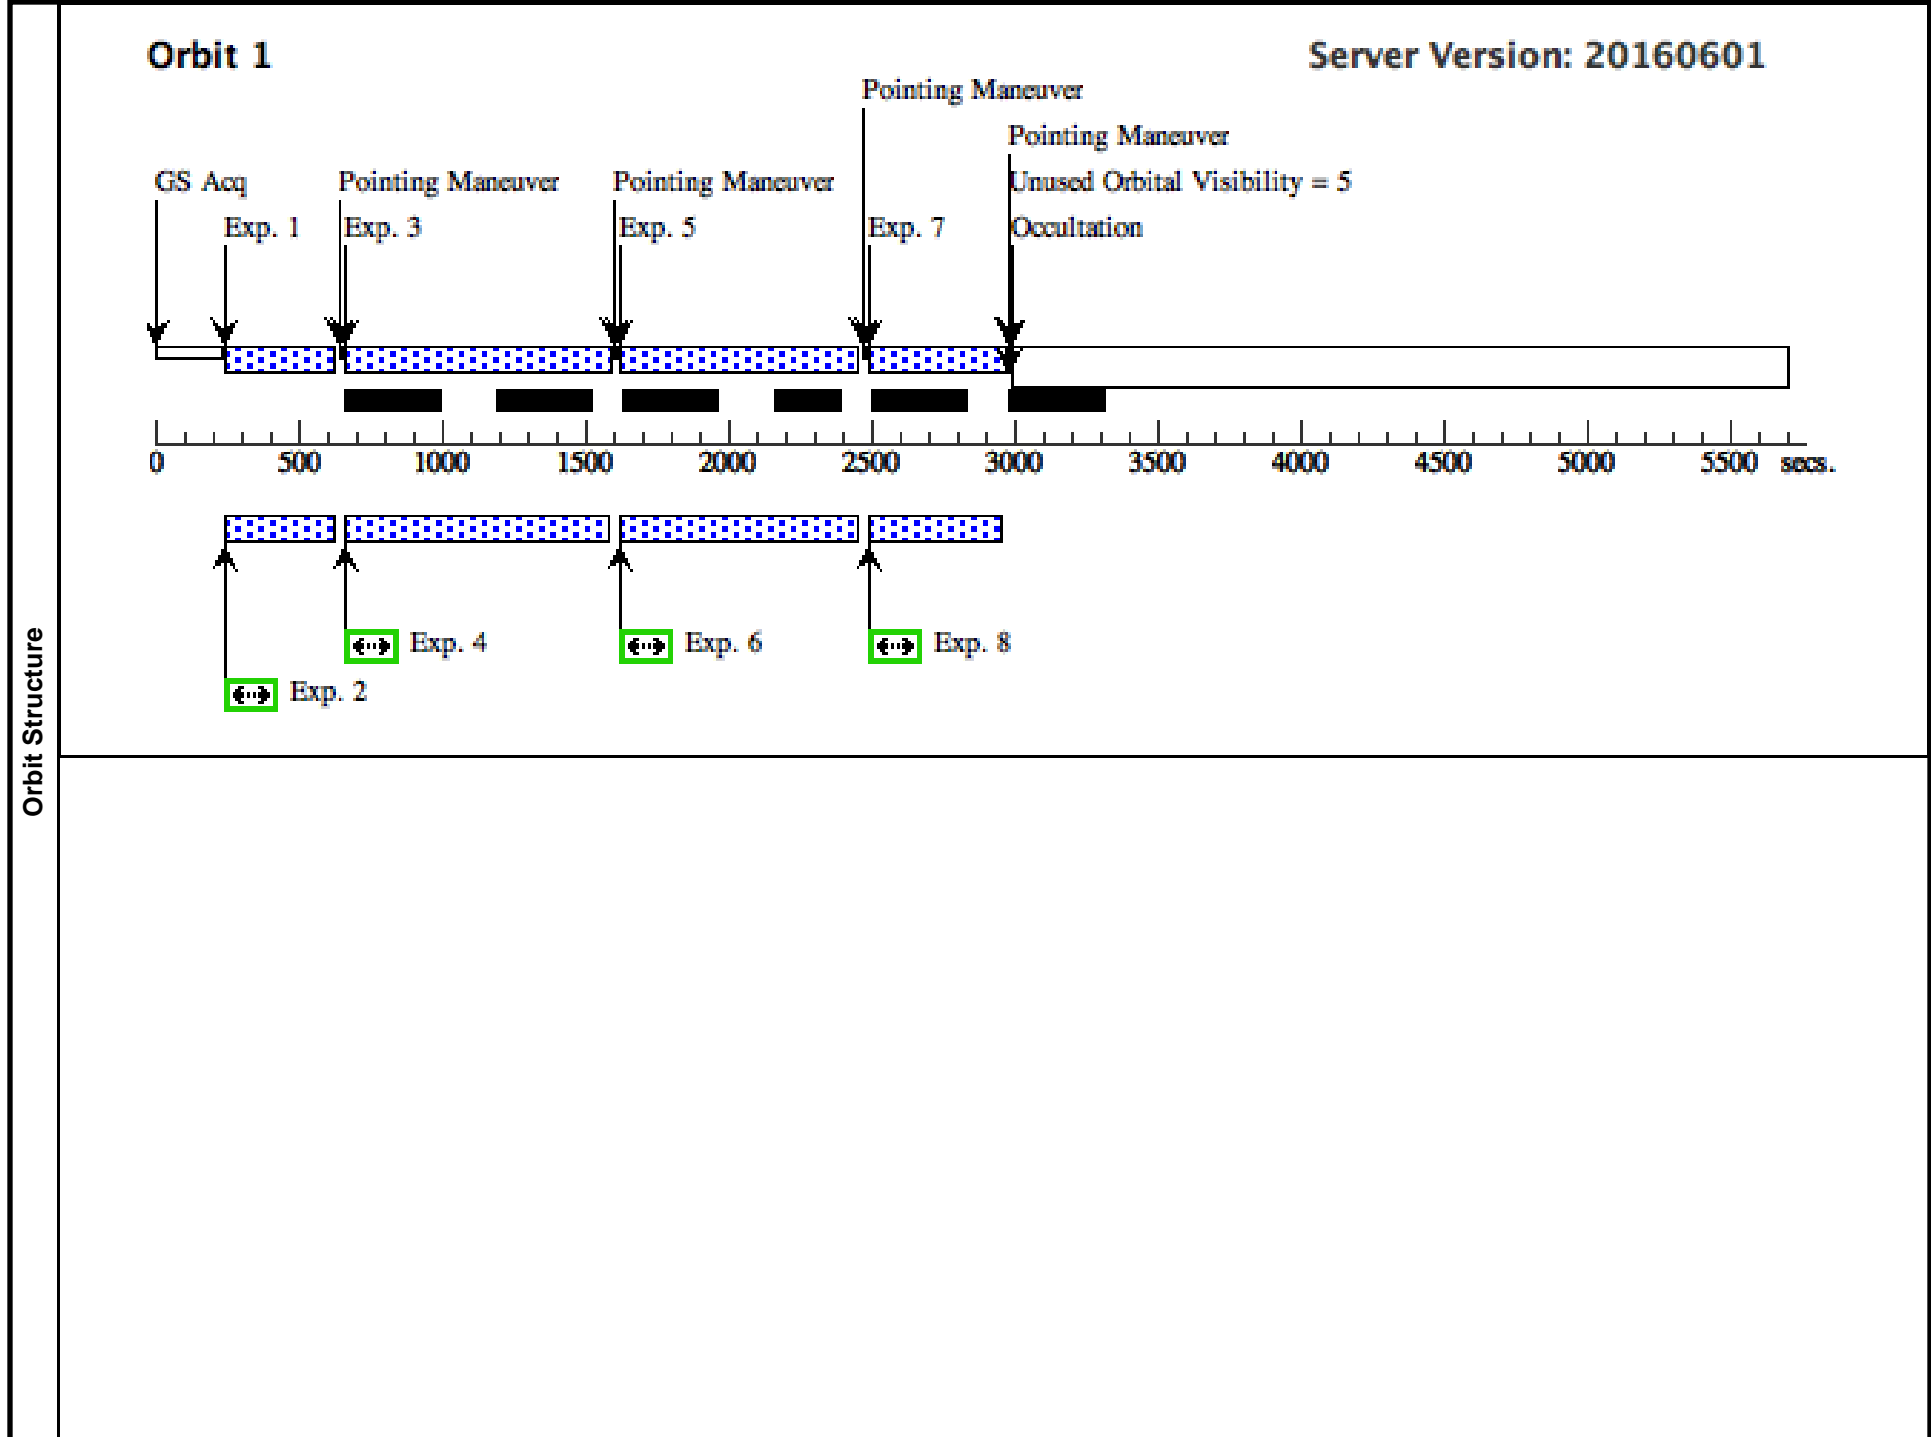 Orbit 1 Server Version: 20160601
Pointing Maneuver
Pointing Maneuver
GS Acq Pointing Maneuver Pointing Maneuver Unused Orbital Visibility = 5
Exp. 1 Exp. 3 Exp. 5 Exp. 7 Occultation
0 500 1000 1500 2000 2500 3000 3500 4000 4500 5000 5500 secs.
Exp. 4 Exp. 6 Exp. 8
Exp. 2
Orbit Structure